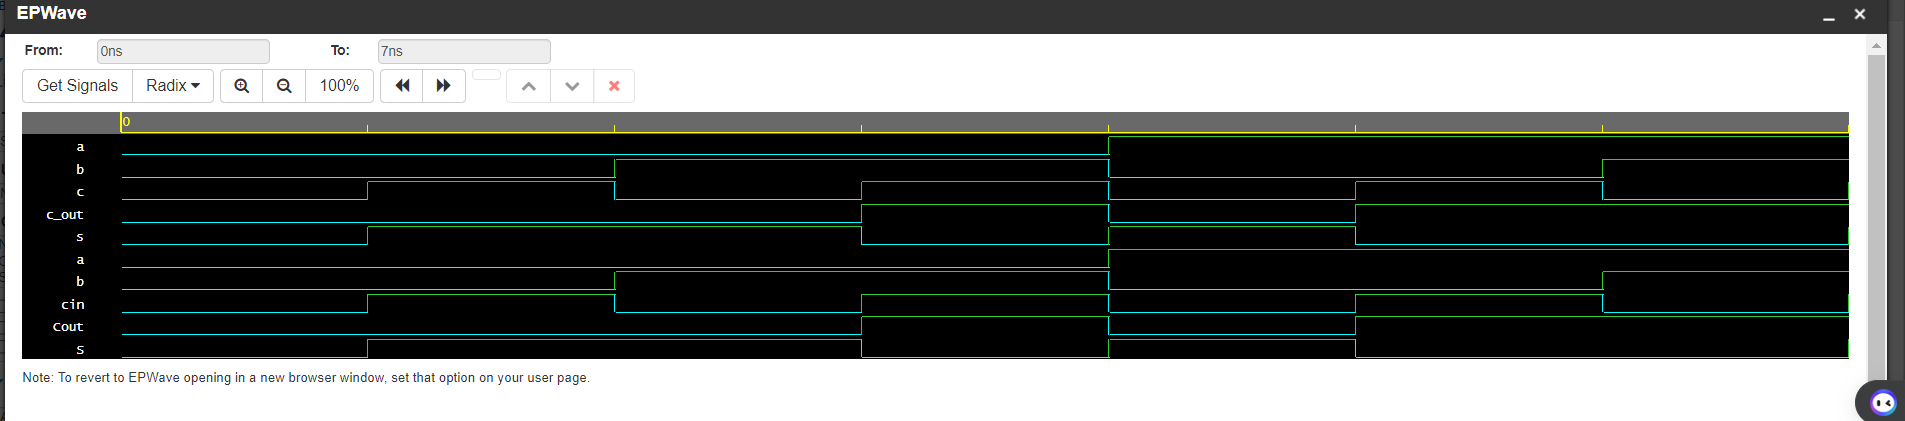 EPWave
From: 0ns To: 7ns
Get Signals Radix 100%
0
a
b
c
c_out
s
a
b
cin
Cout
S
Note: To revert to EPWave opening in a new browser window, set that option on your user page.